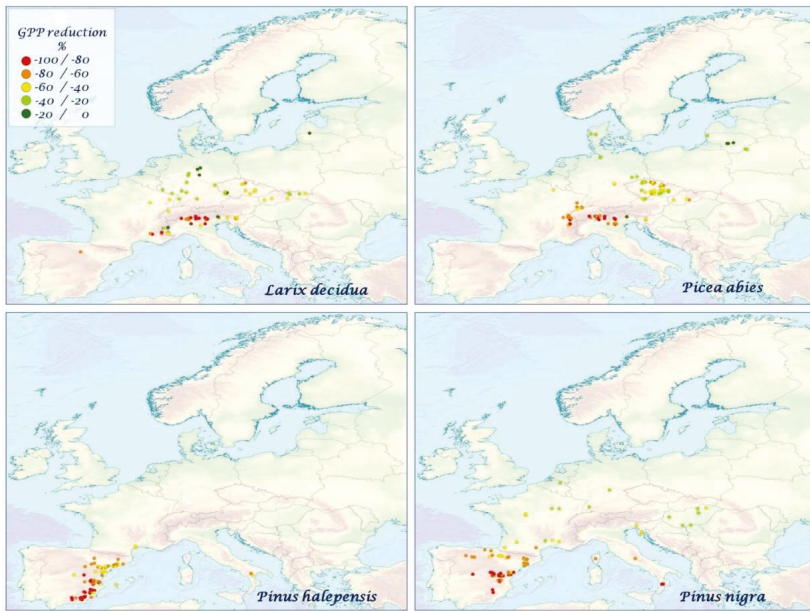 GPP reduction
%
-100 / -80
-80 / -60
-60 / -40
-40 / -20
-20 / 0
Larix decidua
Picea abies
Pinus halepensis
Pinus nigra